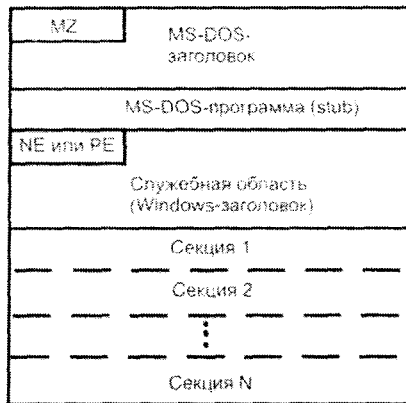 MZ
MS-DOS-
заголовок
MS-DOS-программа (stub)
NE или PE
Служебная область
(Windows-заголовок)
Секция 1
Секция 2
Секция N